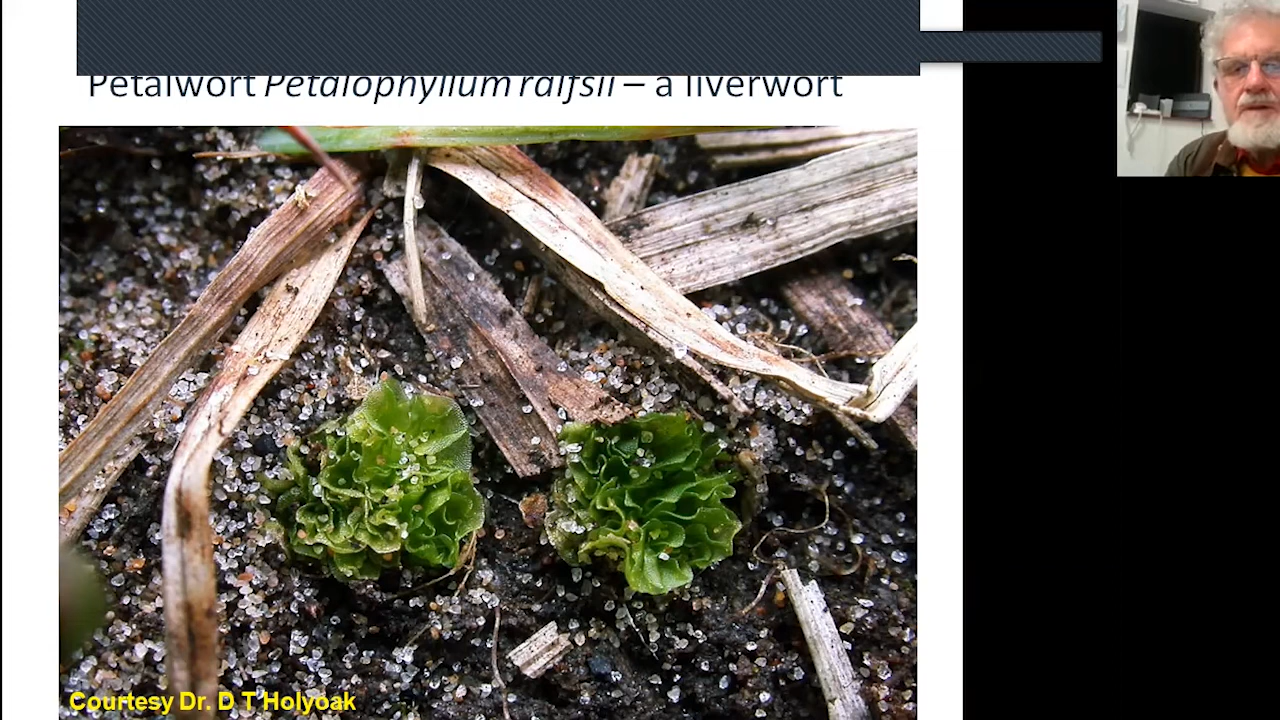 Petalwort Petalophyllum ralfsii – a liverwort
Courtesy Dr. D T Holyoak